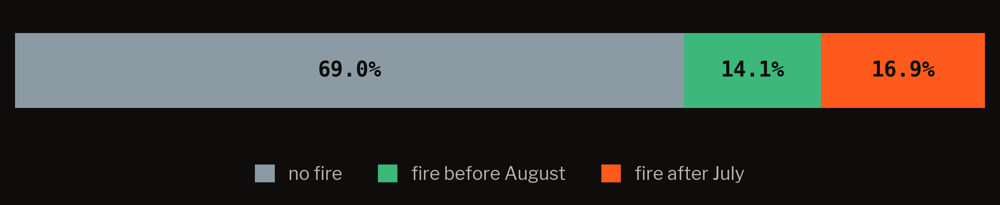 69.0% 14.1% 16.9%
no fire fire before August fire after July